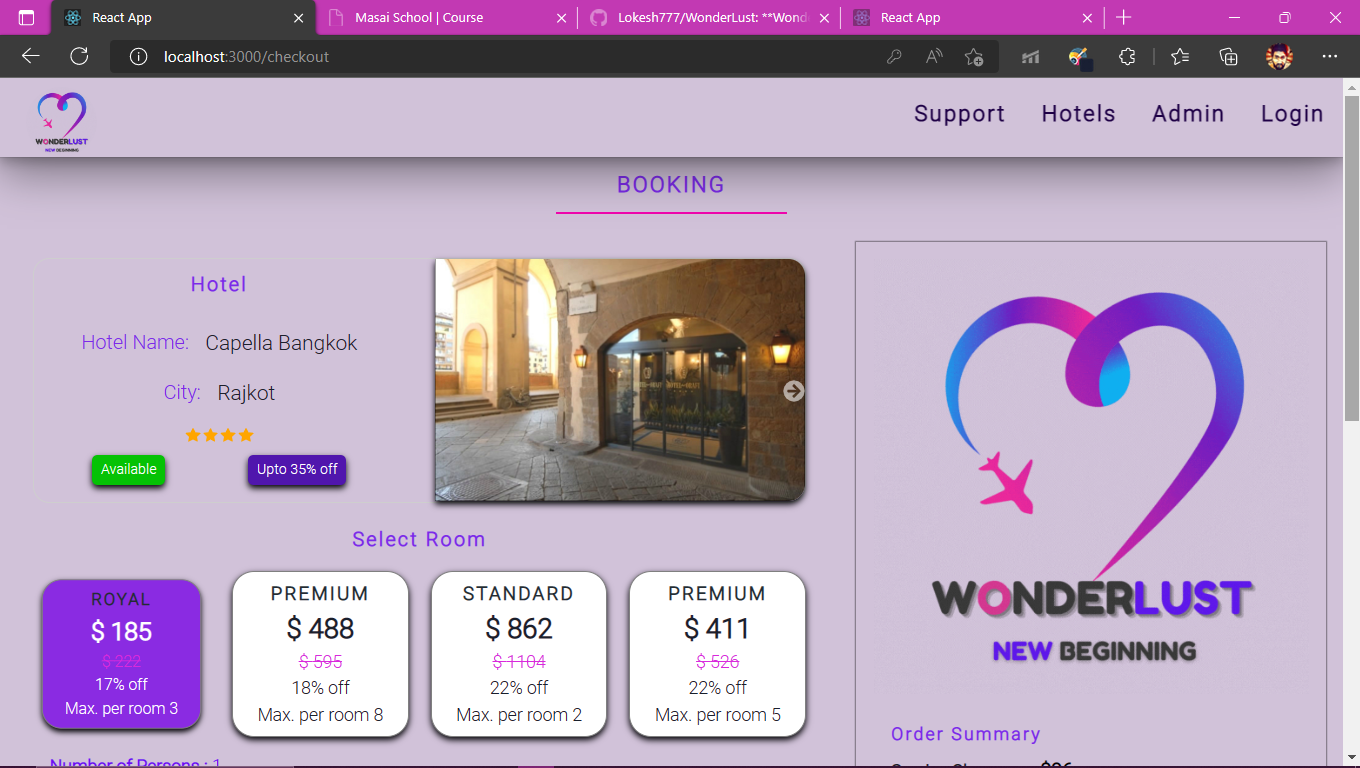 React App
Masai School | Course
Lokesh777/WonderLust: **Wond
React App
localhost:3000/checkout
WONDERLUST
NEW BEGINNING
Support
Hotels
Admin
Login
BOOKING
Hotel
Hotel Name: Capella Bangkok
City: Rajkot
Available
Upto 35% off
Select Room
ROYAL
$ 185
$ 222
17% off
Max. per room 3
PREMIUM
$ 488
$ 595
18% off
Max. per room 8
STANDARD
$ 862
$ 1104
22% off
Max. per room 2
PREMIUM
$ 411
$ 526
22% off
Max. per room 5
Number of Persons : 1
WONDERLUST
NEW BEGINNING
Order Summary